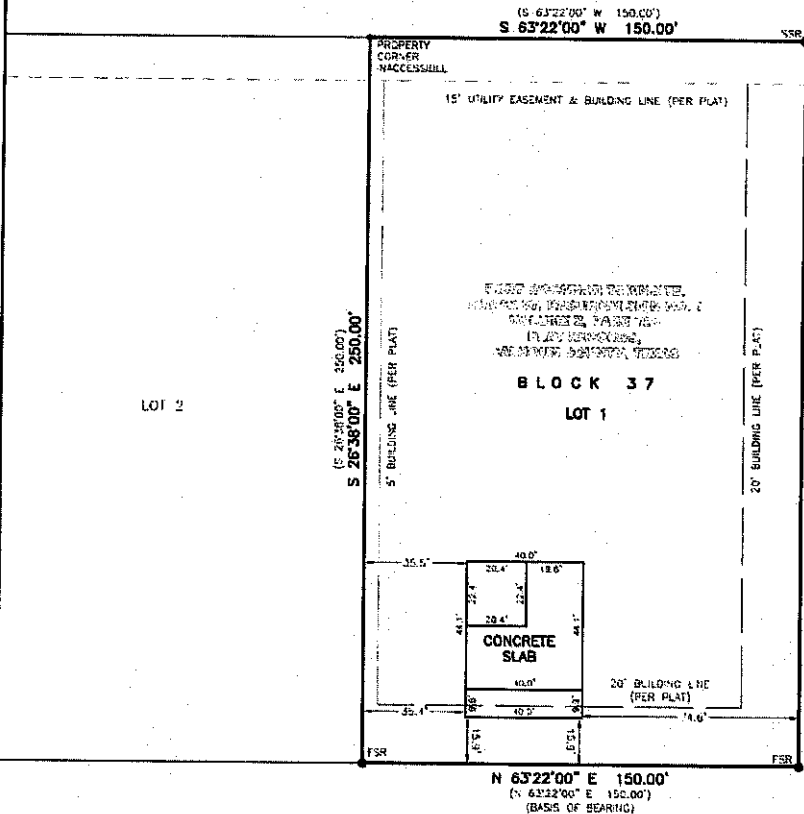 (S 63°22'00" W 150.00')
S 63°22'00" W 150.00'
SSR
PROPERTY
CORNER
INACCESSIBLE
15' UTILITY EASEMENT & BUILDING LINE (PER PLAT)
(S 26°38'00" E 250.00')
S 26°38'00" E 250.00'
5' BUILDING LINE (PER PLAT)
20' BUILDING LINE (PER PLAT)
BLOCK 37
LOT 1
LOT 2
40.0'
35.5'
20.4'
19.6'
22.4'
22.4'
20.4'
44.1'
44.1'
CONCRETE
SLAB
40.0'
20' BUILDING LINE
(PER PLAT)
35.4'
40.0'
74.6'
15.9'
15.9'
FSR
FSR
N 63°22'00" E 150.00'
(N 63°22'00" E 150.00')
(BASIS OF BEARING)